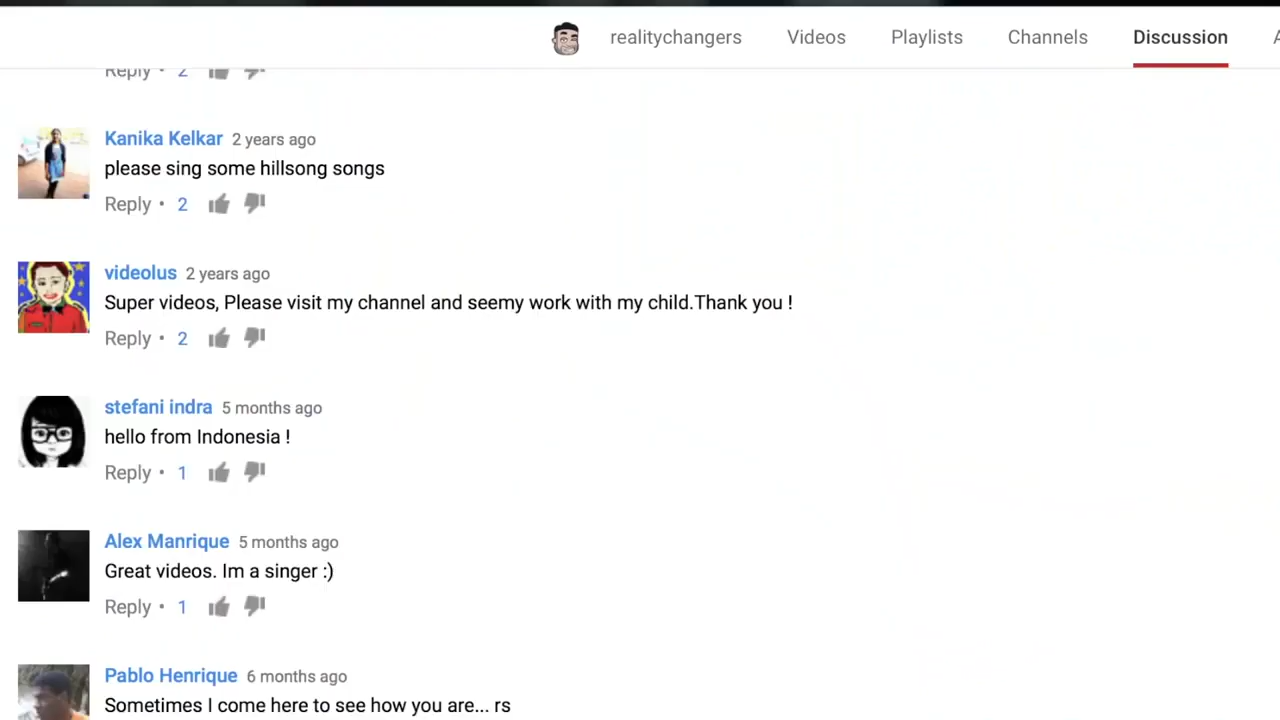 realitychangers Videos Playlists Channels Discussion
Reply • 2
Kanika Kelkar 2 years ago
please sing some hillsong songs
Reply • 2
videolus 2 years ago
Super videos, Please visit my channel and seemy work with my child.Thank you !
Reply • 2
stefani indra 5 months ago
hello from Indonesia !
Reply • 1
Alex Manrique 5 months ago
Great videos. Im a singer :)
Reply • 1
Pablo Henrique 6 months ago
Sometimes I come here to see how you are... rs